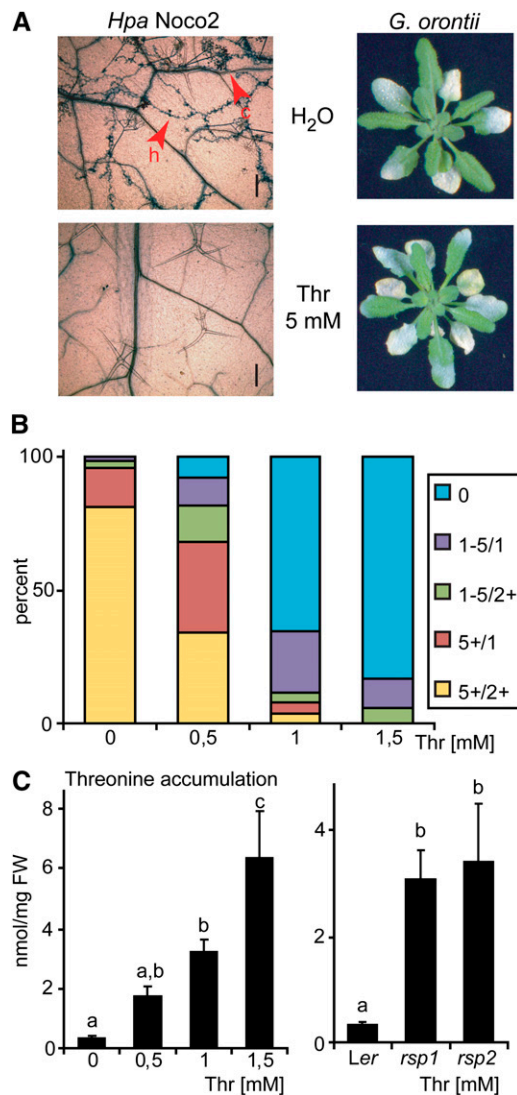 A
Hpa Noco2
G. orontii
c
h
H2O
Thr
5 mM
B
100
50
0
percent
0
0,5
1
1,5
Thr [mM]
0
1-5/1
1-5/2+
5+/1
5+/2+
C
Threonine accumulation
nmol/mg FW
8
6
4
2
0
a
a,b
b
c
0
0,5
1
1,5
Thr [mM]
4
2
0
a
b
b
Ler
rsp1
rsp2
Thr [mM]